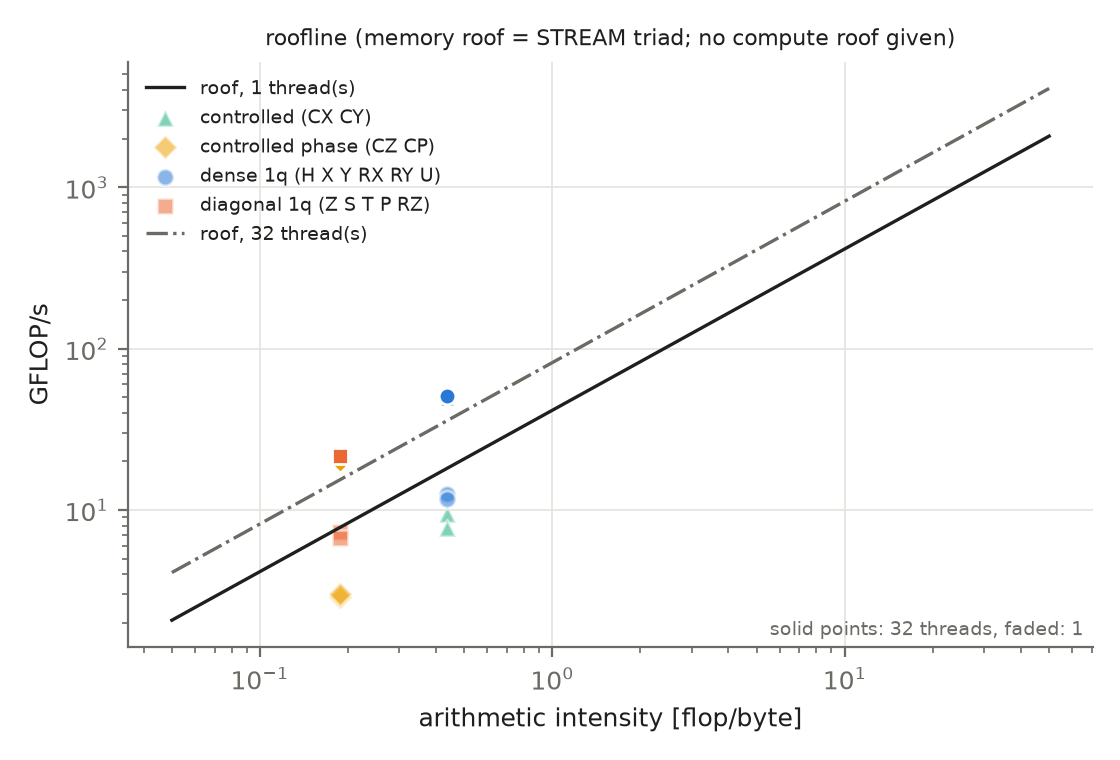 roofline (memory roof = STREAM triad; no compute roof given)
roof, 1 thread(s)
controlled (CX CY)
controlled phase (CZ CP)
dense 1q (H X Y RX RY U)
diagonal 1q (Z S T P RZ)
roof, 32 thread(s)
GFLOP/s
10³
10²
10¹
solid points: 32 threads, faded: 1
10⁻¹ 10⁰ 10¹
arithmetic intensity [flop/byte]